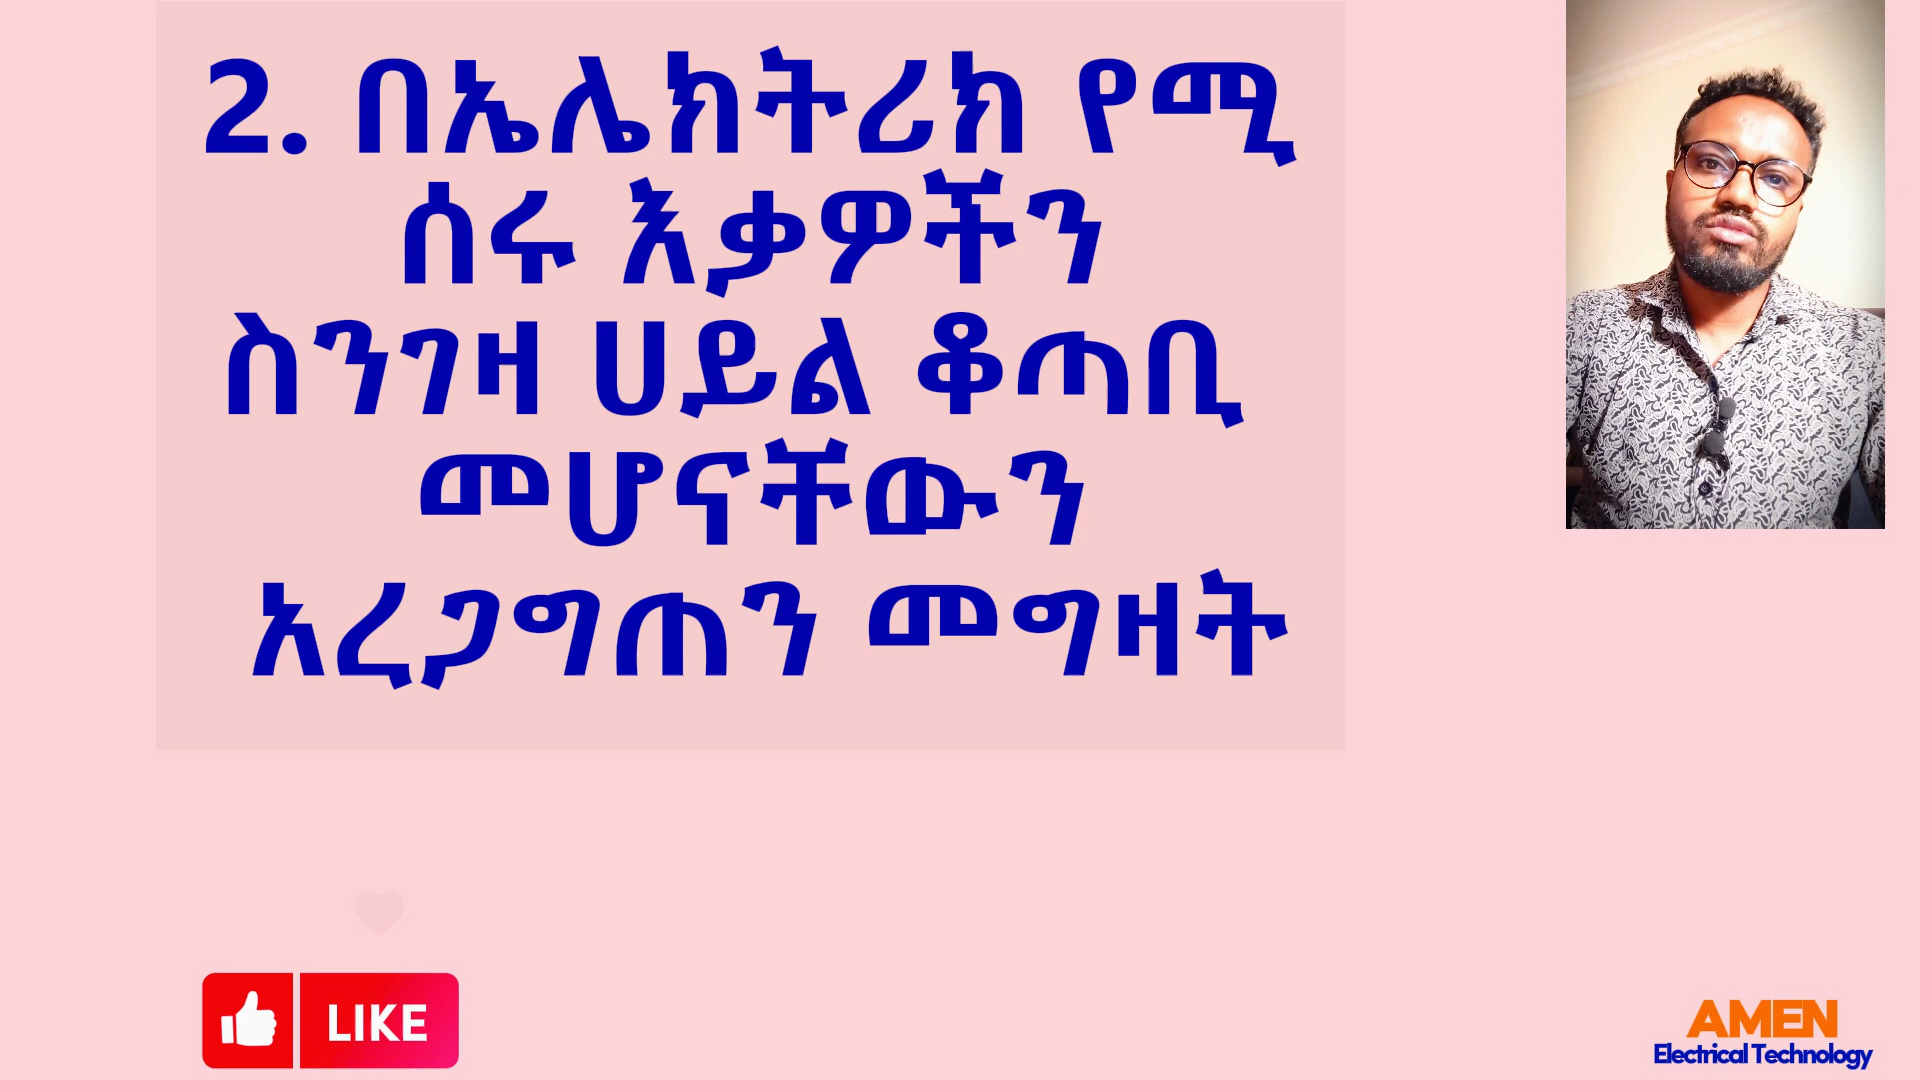 2. በኤሌክትሪክ የሚ
ሰሩ እቃዎችን
ስንገዛ ሀይል ቆጣቢ
መሆናቸውን
አረጋግጠን መግዛት
LIKE
AMEN
Electrical Technology